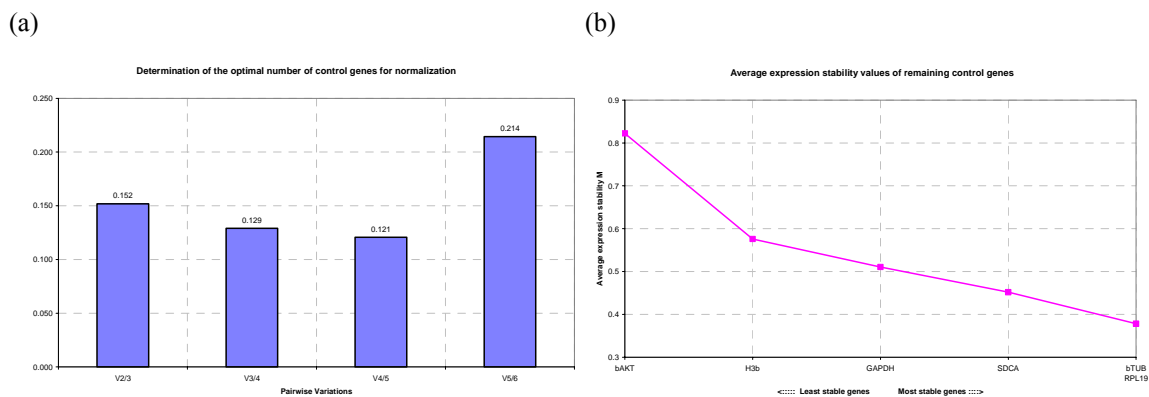 (a)
Determination of the optimal number of control genes for normalization
0.250
0.200
0.150
0.100
0.050
0.000
0.152
0.129
0.121
0.214
V2/3
V3/4
V4/5
V5/6
Pairwise Variations
(b)
Average expression stability values of remaining control genes
Average expression stability M
0.9
0.8
0.7
0.6
0.5
0.4
0.3
bAKT
H3b
GAPDH
SDCA
bTUB
RPL19
<::::: Least stable genes Most stable genes ::::>